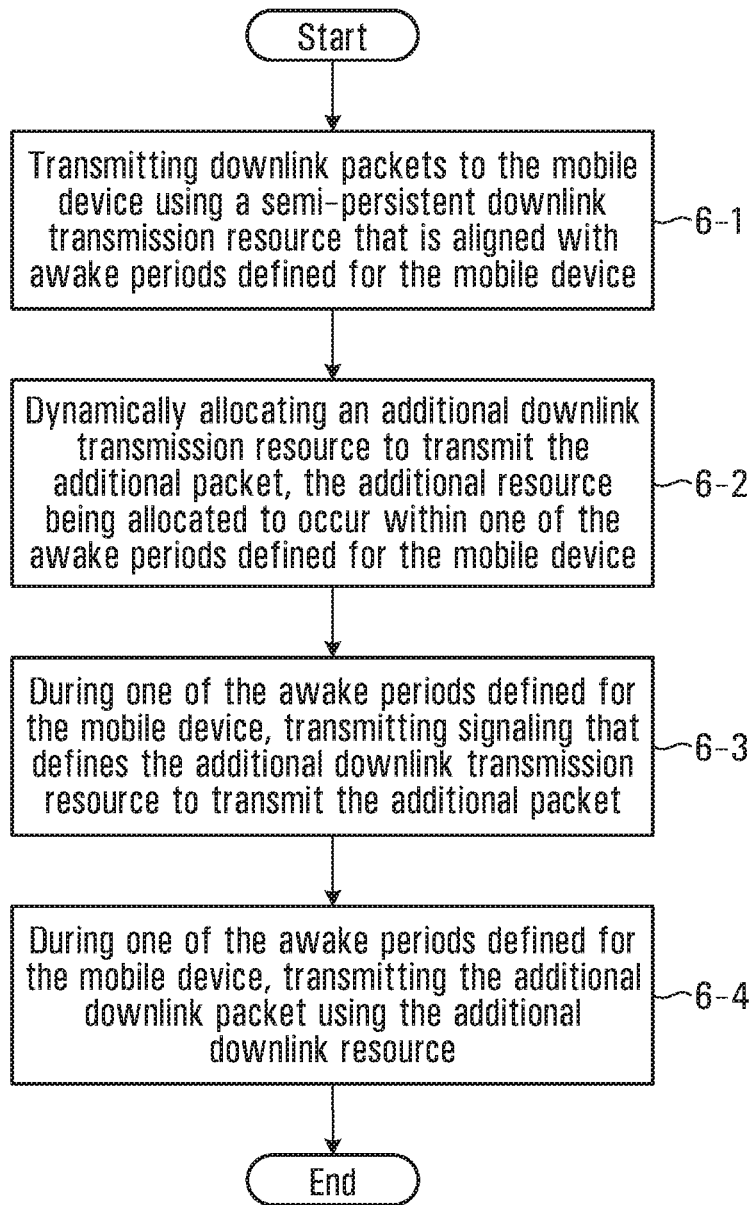 Start
Transmitting downlink packets to the mobile
device using a semi-persistent downlink
transmission resource that is aligned with
awake periods defined for the mobile device
6-1
Dynamically allocating an additional downlink
transmission resource to transmit the
additional packet, the additional resource
being allocated to occur within one of the
awake periods defined for the mobile device
6-2
During one of the awake periods defined for
the mobile device, transmitting signaling that
defines the additional downlink transmission
resource to transmit the additional packet
6-3
During one of the awake periods defined for
the mobile device, transmitting the additional
downlink packet using the additional
downlink resource
6-4
End